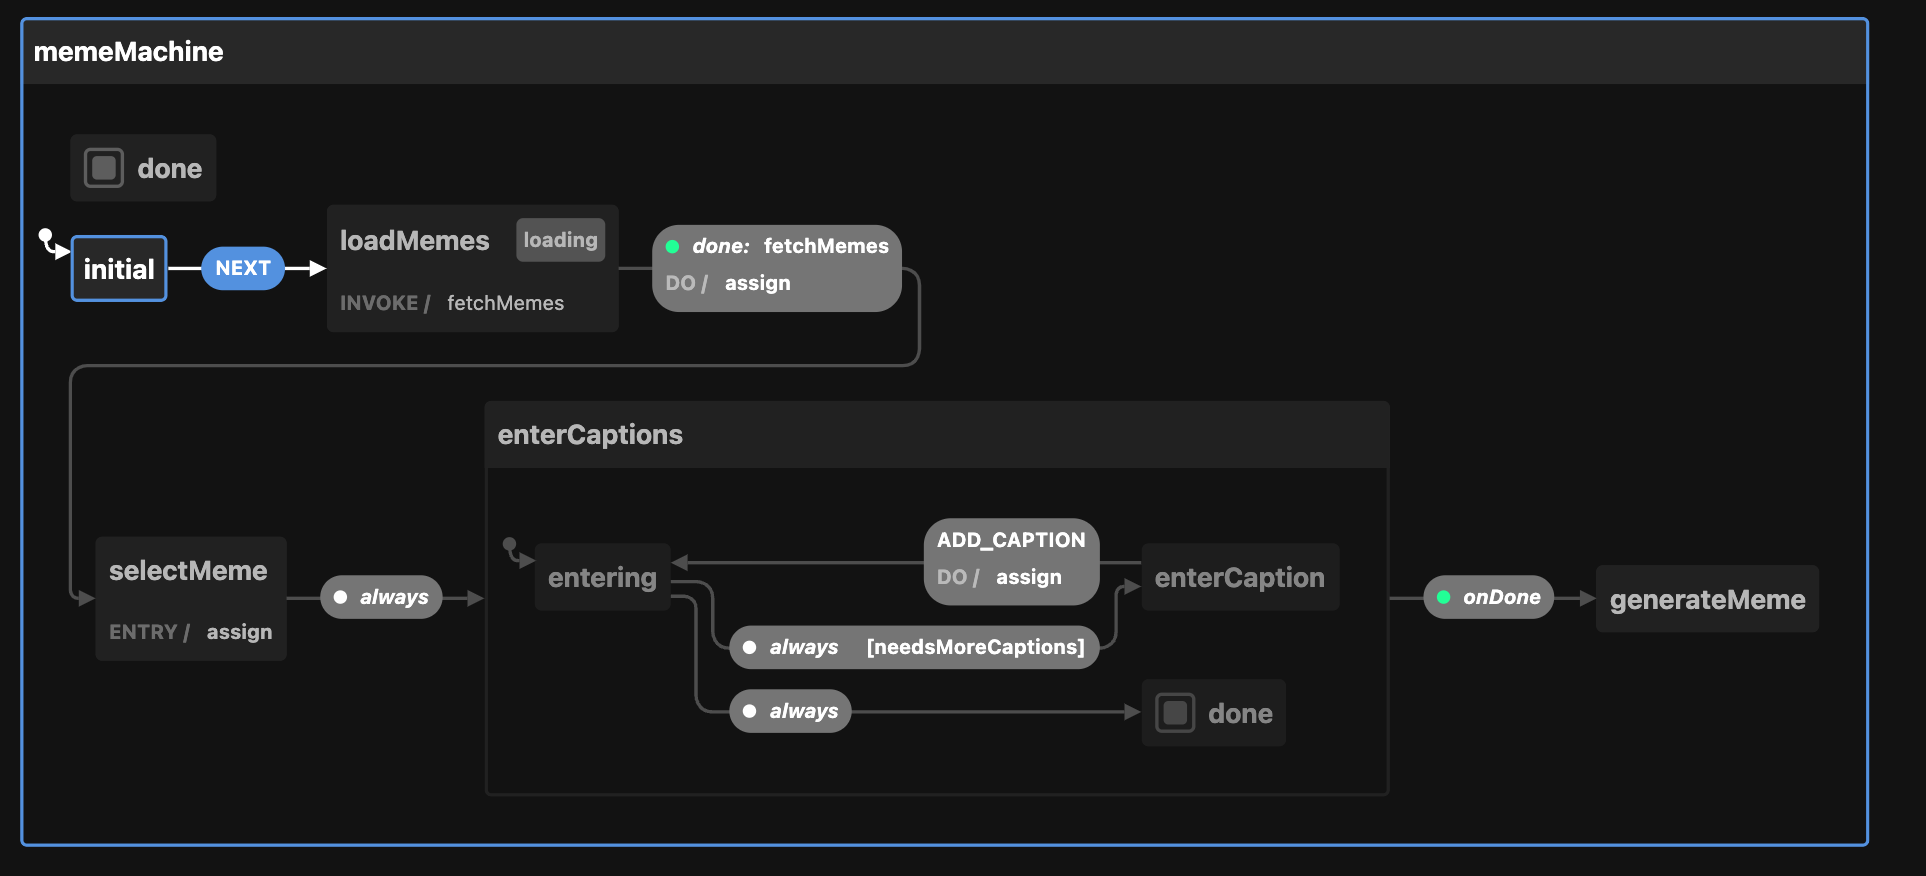 memeMachine
done
initial
NEXT
loadMemes
loading
INVOKE / fetchMemes
done: fetchMemes
DO / assign
enterCaptions
selectMeme
ENTRY / assign
always
entering
ADD_CAPTION
DO / assign
enterCaption
always [needsMoreCaptions]
always
done
onDone
generateMeme